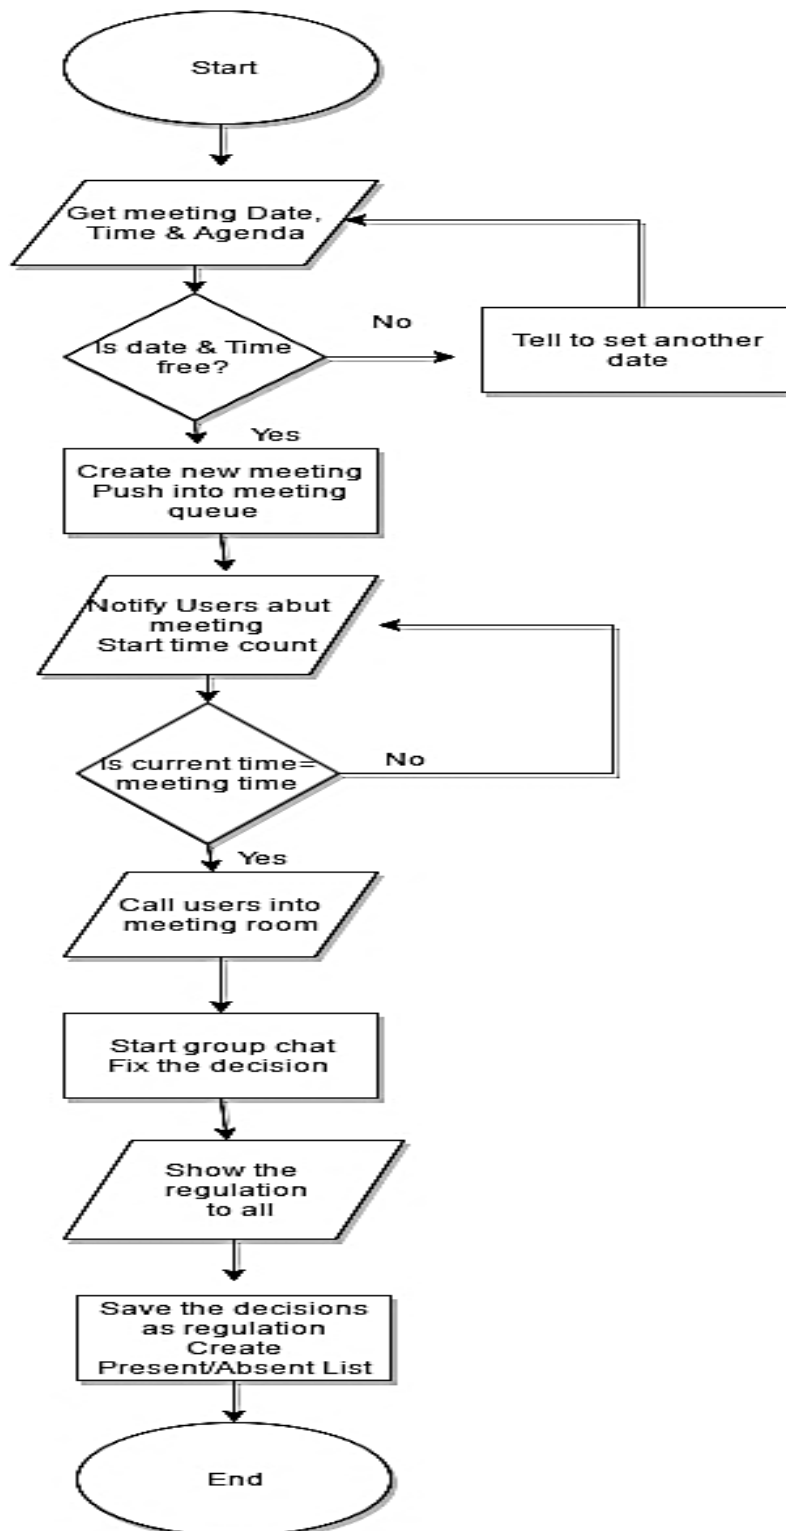 Start
Get meeting Date,
Time & Agenda
No
Is date & Time
free?
Tell to set another
date
Yes
Create new meeting
Push into meeting
queue
Notify Users abut
meeting
Start time count
Is current time=
meeting time
No
Yes
Call users into
meeting room
Start group chat
Fix the decision
Show the
regulation
to all
Save the decisions
as regulation
Create
Present/Absent List
End